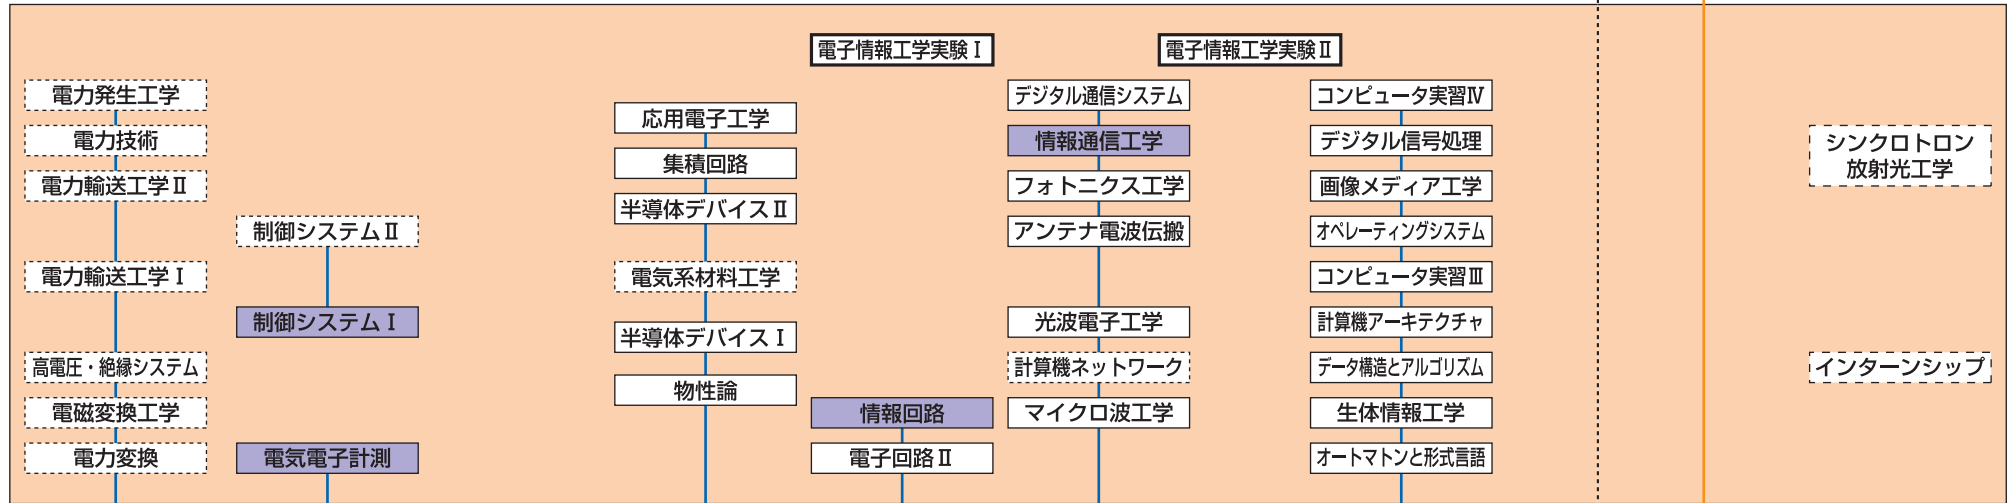 電子情報工学実験Ⅰ
電子情報工学実験Ⅱ
電力発生工学
電力技術
電力輸送工学Ⅱ
電力輸送工学Ⅰ
高電圧・絶縁システム
電磁変換工学
電力変換
制御システムⅡ
制御システムⅠ
電気電子計測
応用電子工学
集積回路
半導体デバイスⅡ
電気系材料工学
半導体デバイスⅠ
物性論
情報回路
電子回路Ⅱ
デジタル通信システム
情報通信工学
フォトニクス工学
アンテナ電波伝搬
光波電子工学
計算機ネットワーク
マイクロ波工学
コンピュータ実習Ⅳ
デジタル信号処理
画像メディア工学
オペレーティングシステム
コンピュータ実習Ⅲ
計算機アーキテクチャ
データ構造とアルゴリズム
生体情報工学
オートマトンと形式言語
シンクロトロン
放射光工学
インターンシップ